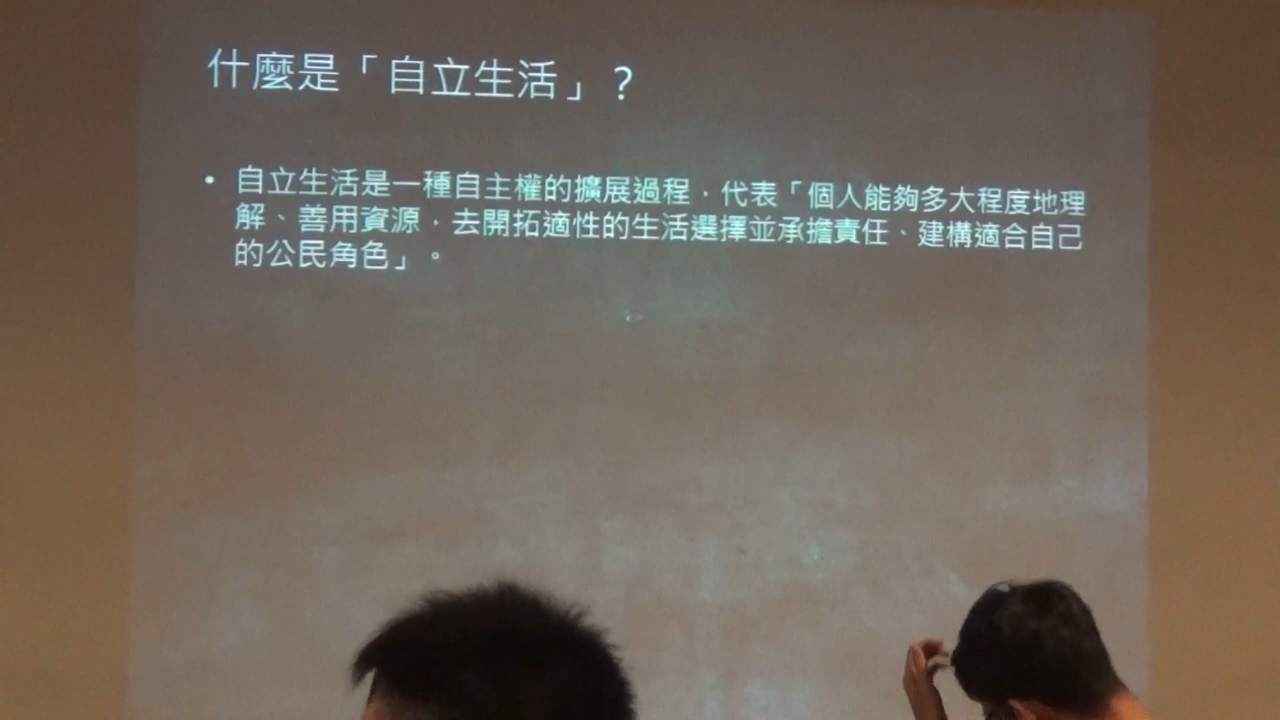 什麼是「自立生活」？
• 自立生活是一種自主權的擴展過程，代表「個人能夠多大程度地理
解、善用資源，去開拓適性的生活選擇並承擔責任、建構適合自己
的公民角色」。